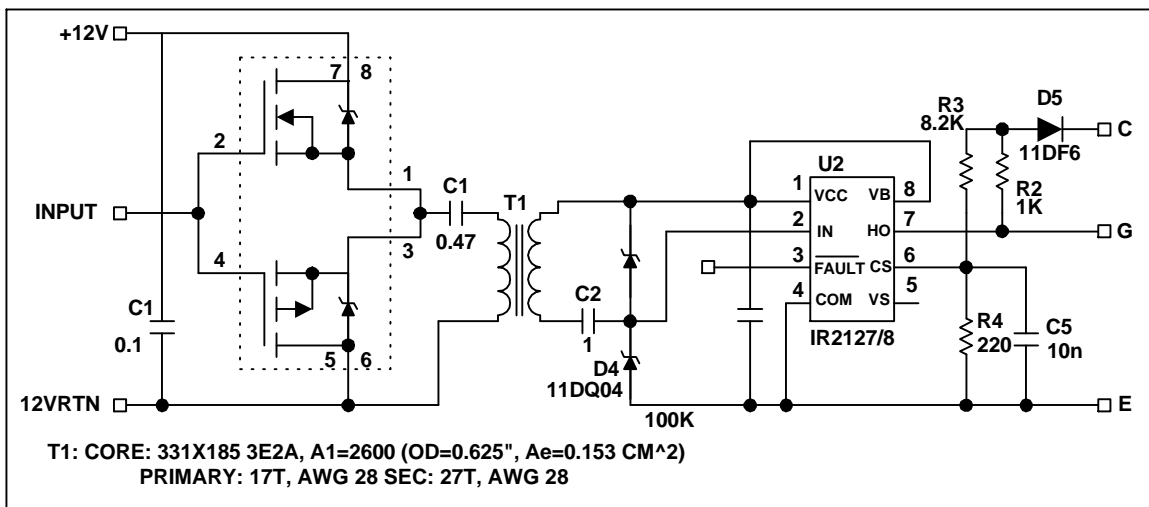 +12V
7 8
2
1
INPUT
C1
0.47
T1
3
4
C1
0.1
5 6
12VRTN
C2
1
D4
11DQ04
100K
U2
1 VCC VB 8
2 IN HO 7
3 FAULT CS 6
4 COM VS 5
IR2127/8
R3
8.2K
D5
11DF6
C
R2
1K
G
R4
220
C5
10n
E
T1: CORE: 331X185 3E2A, A1=2600 (OD=0.625", Ae=0.153 CM^2)
PRIMARY: 17T, AWG 28 SEC: 27T, AWG 28